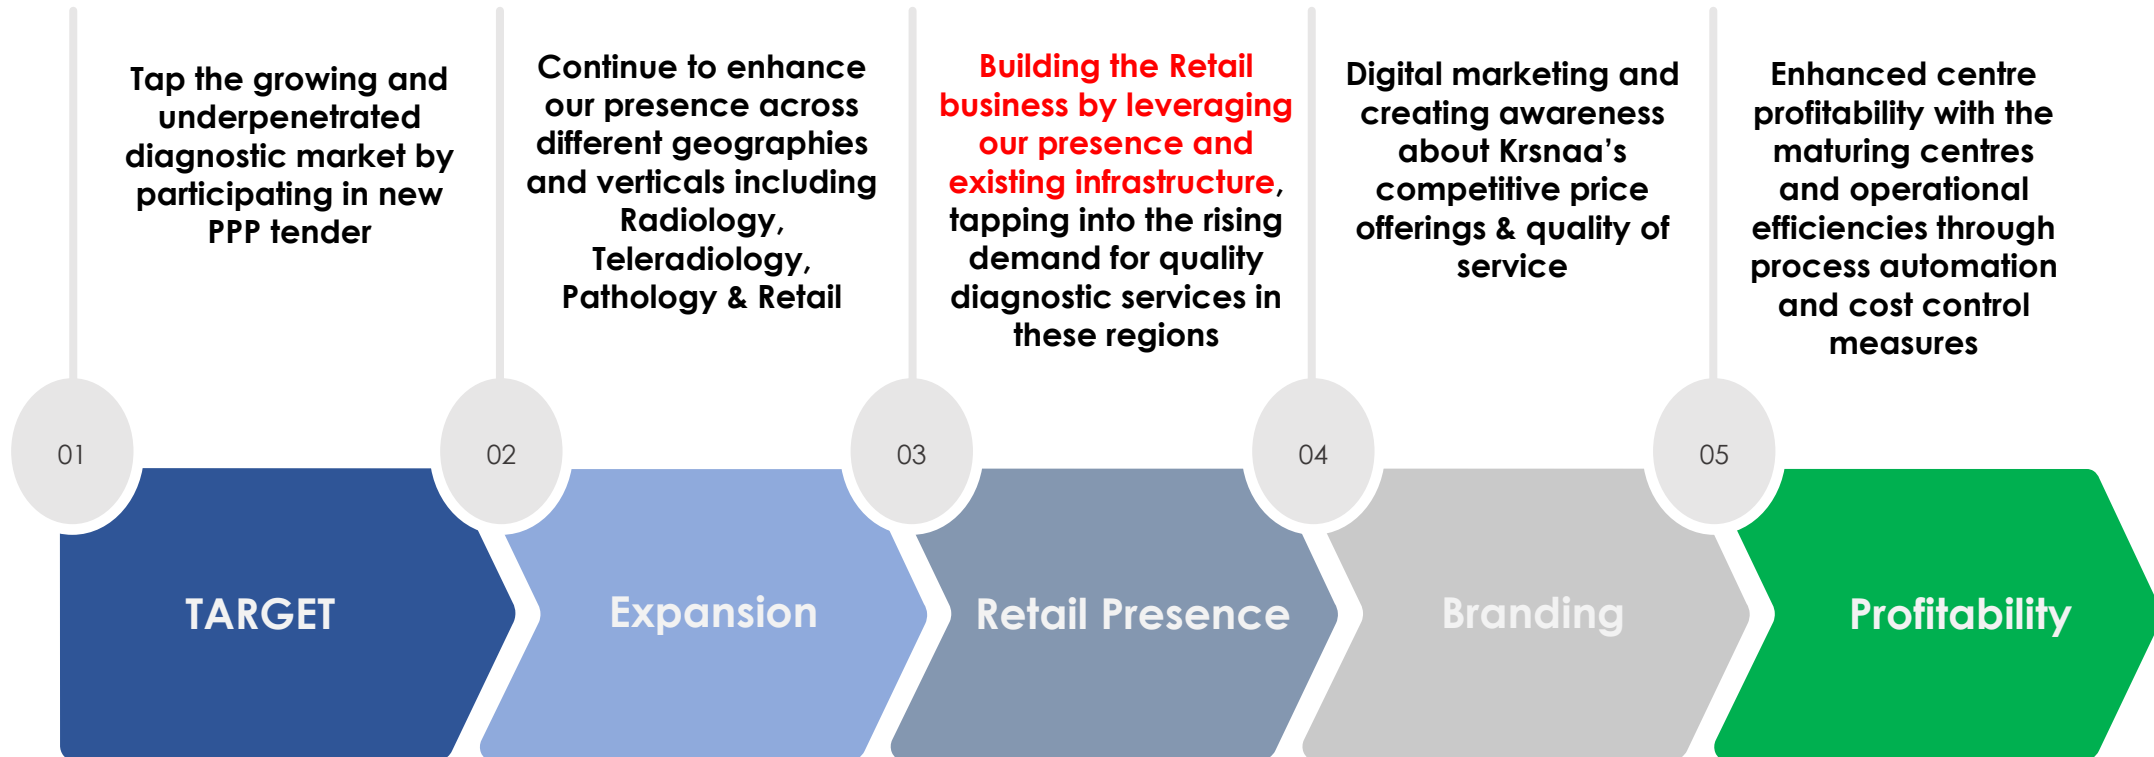 Tap the growing and
underpenetrated
diagnostic market by
participating in new
PPP tender
Continue to enhance
our presence across
different geographies
and verticals including
Radiology,
Teleradiology,
Pathology & Retail
Building the Retail
business by leveraging
our presence and
existing infrastructure,
tapping into the rising
demand for quality
diagnostic services in
these regions
Digital marketing and
creating awareness
about Krsnaa’s
competitive price
offerings & quality of
service
Enhanced centre
profitability with the
maturing centres
and operational
efficiencies through
process automation
and cost control
measures
01
02
03
04
05
TARGET
Expansion
Retail Presence
Branding
Profitability